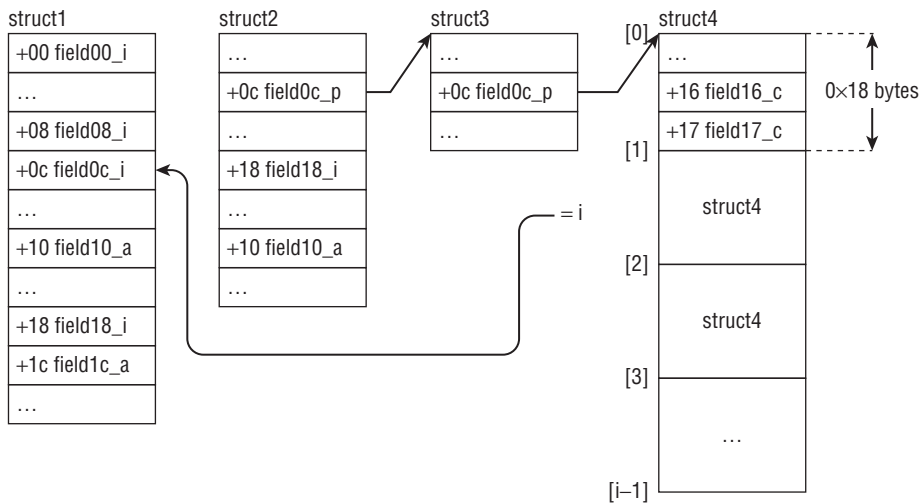 struct1
+00 field00_i
…
+08 field08_i
+0c field0c_i
…
+10 field10_a
…
+18 field18_i
+1c field1c_a
…
struct2
…
+0c field0c_p
…
+18 field18_i
…
+10 field10_a
…
struct3
…
+0c field0c_p
…
= i
struct4
[0]
…
+16 field16_c
+17 field17_c
0×18 bytes
[1]
struct4
[2]
struct4
[3]
…
[i–1]